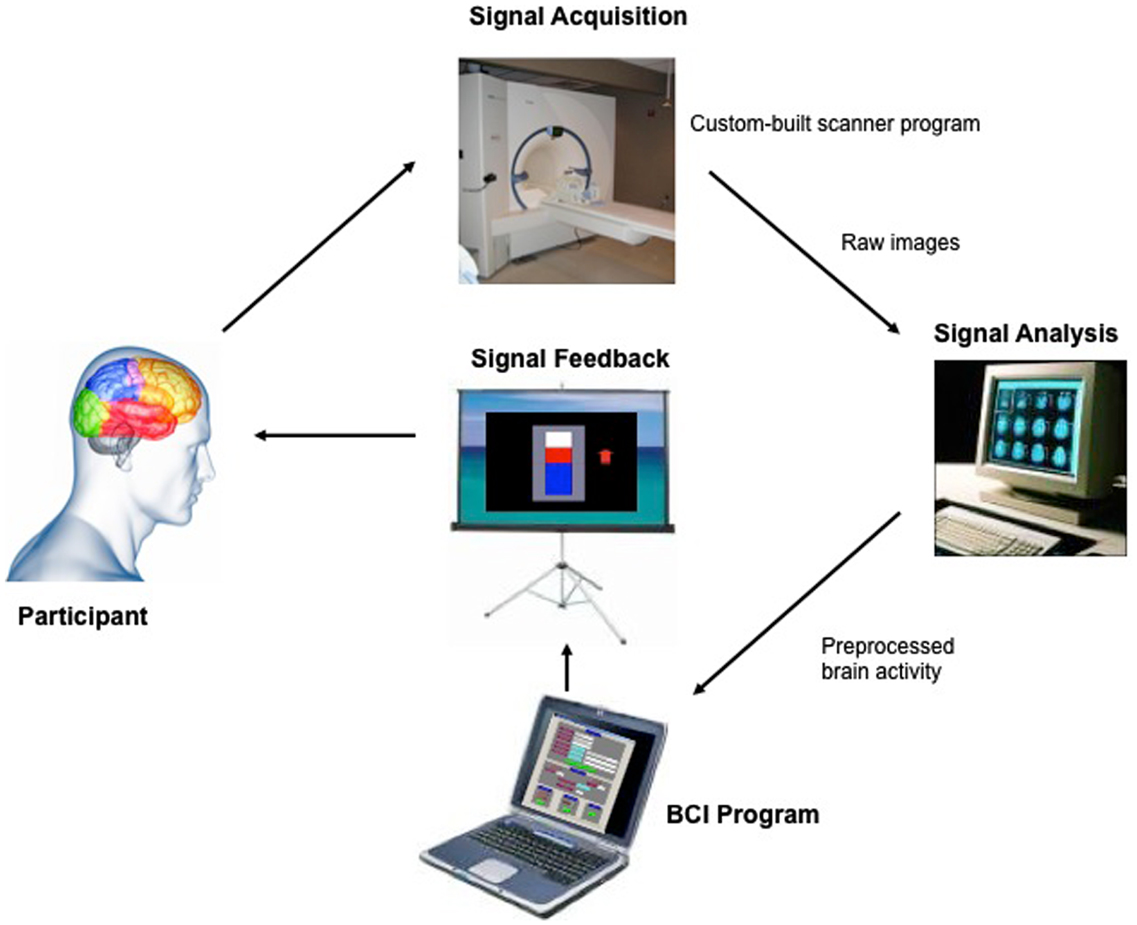 Signal Acquisition
Custom-built scanner program
Raw images
Signal Analysis
Signal Feedback
Participant
Preprocessed
brain activity
BCI Program